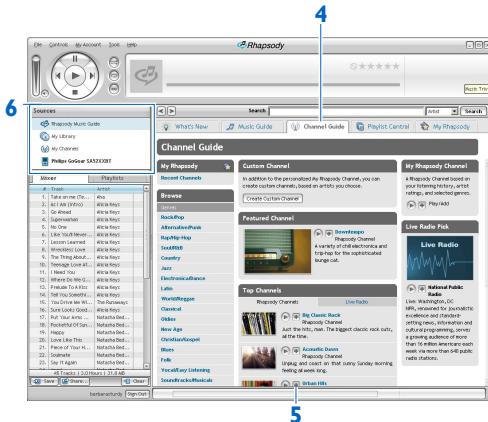 4
File Controls My Account Tools Help
Rhapsody
Music Triv
6
Sources
Rhapsody Music Guide
My Library
My Channels
Philips GoGear SA52XXBT
Search
Artist
Search
What's New
Music Guide
Channel Guide
Playlist Central
My Rhapsody
Channel Guide
Mixer
Playlists
# Track Artist
1. Take on me (To... Aha
2. As I Am (Intro) Alicia Keys
3. Go Ahead Alicia Keys
4. Superwoman Alicia Keys
5. No One Alicia Keys
6. Like You'll Never... Alicia Keys
7. Lesson Learned Alicia Keys
8. Wreckless Love Alicia Keys
9. The Thing About... Alicia Keys
10. Teenage Love Af... Alicia Keys
11. I Need You Alicia Keys
12. Where Do We G... Alicia Keys
13. Prelude To A Kiss Alicia Keys
14. Tell You Somethi... Alicia Keys
15. You Drive Me Wi... The Runaways
16. Sure Looks Good... Alicia Keys
17. Put Your Arms ... Natasha Bed...
18. Pocketful Of Sun... Natasha Bed...
19. Happy Natasha Bed...
20. Love Like This Natasha Bed...
21. Piece of Your H... Natasha Bed...
22. Soulmate Natasha Bed...
23. Say It Again Natasha Bed...
45 Tracks | 3.0 Hours | 31.8 MB
Save
Share...
Clear
barbarasturdy
Sign Out
My Rhapsody
Recent Channels
Browse
Genres
Rock/Pop
Alternative/Punk
Rap/Hip-Hop
Soul/R&B
Country
Jazz
Electronica/Dance
Latin
World/Reggae
Classical
Oldies
New Age
Christian/Gospel
Blues
Folk
Vocal/Easy Listening
Soundtracks/Musicals
Custom Channel
In addition to the personalized My Rhapsody Channel, you can
create custom channels, based on artists you choose.
Create Custom Channel
Featured Channel
Downtempo
Rhapsody Channel
A variety of chill electronica and
trip-hop for the sophisticated
lounge cat.
Top Channels
Rhapsody Channels
Live Radio
Big Classic Rock
Rhapsody Channel
Just the hits, man. The biggest classic rock cuts,
all the time.
Acoustic Dawn
Rhapsody Channel
Unplug and coast on that sunny Sunday morning
feeling all week long.
Urban Hits
My Rhapsody Channel
A Rhapsody Channel based on
your listening history, artist
ratings, and selected genres.
Play/Add
Live Radio Pick
Live Radio
National Public
Radio
Live: Washington, DC
NPR, renowned for journalistic
excellence and standard-
setting news, information and
cultural programming, serves
a growing audience of more
than 16 million Americans each
week via more than 640 public
radio stations.
5